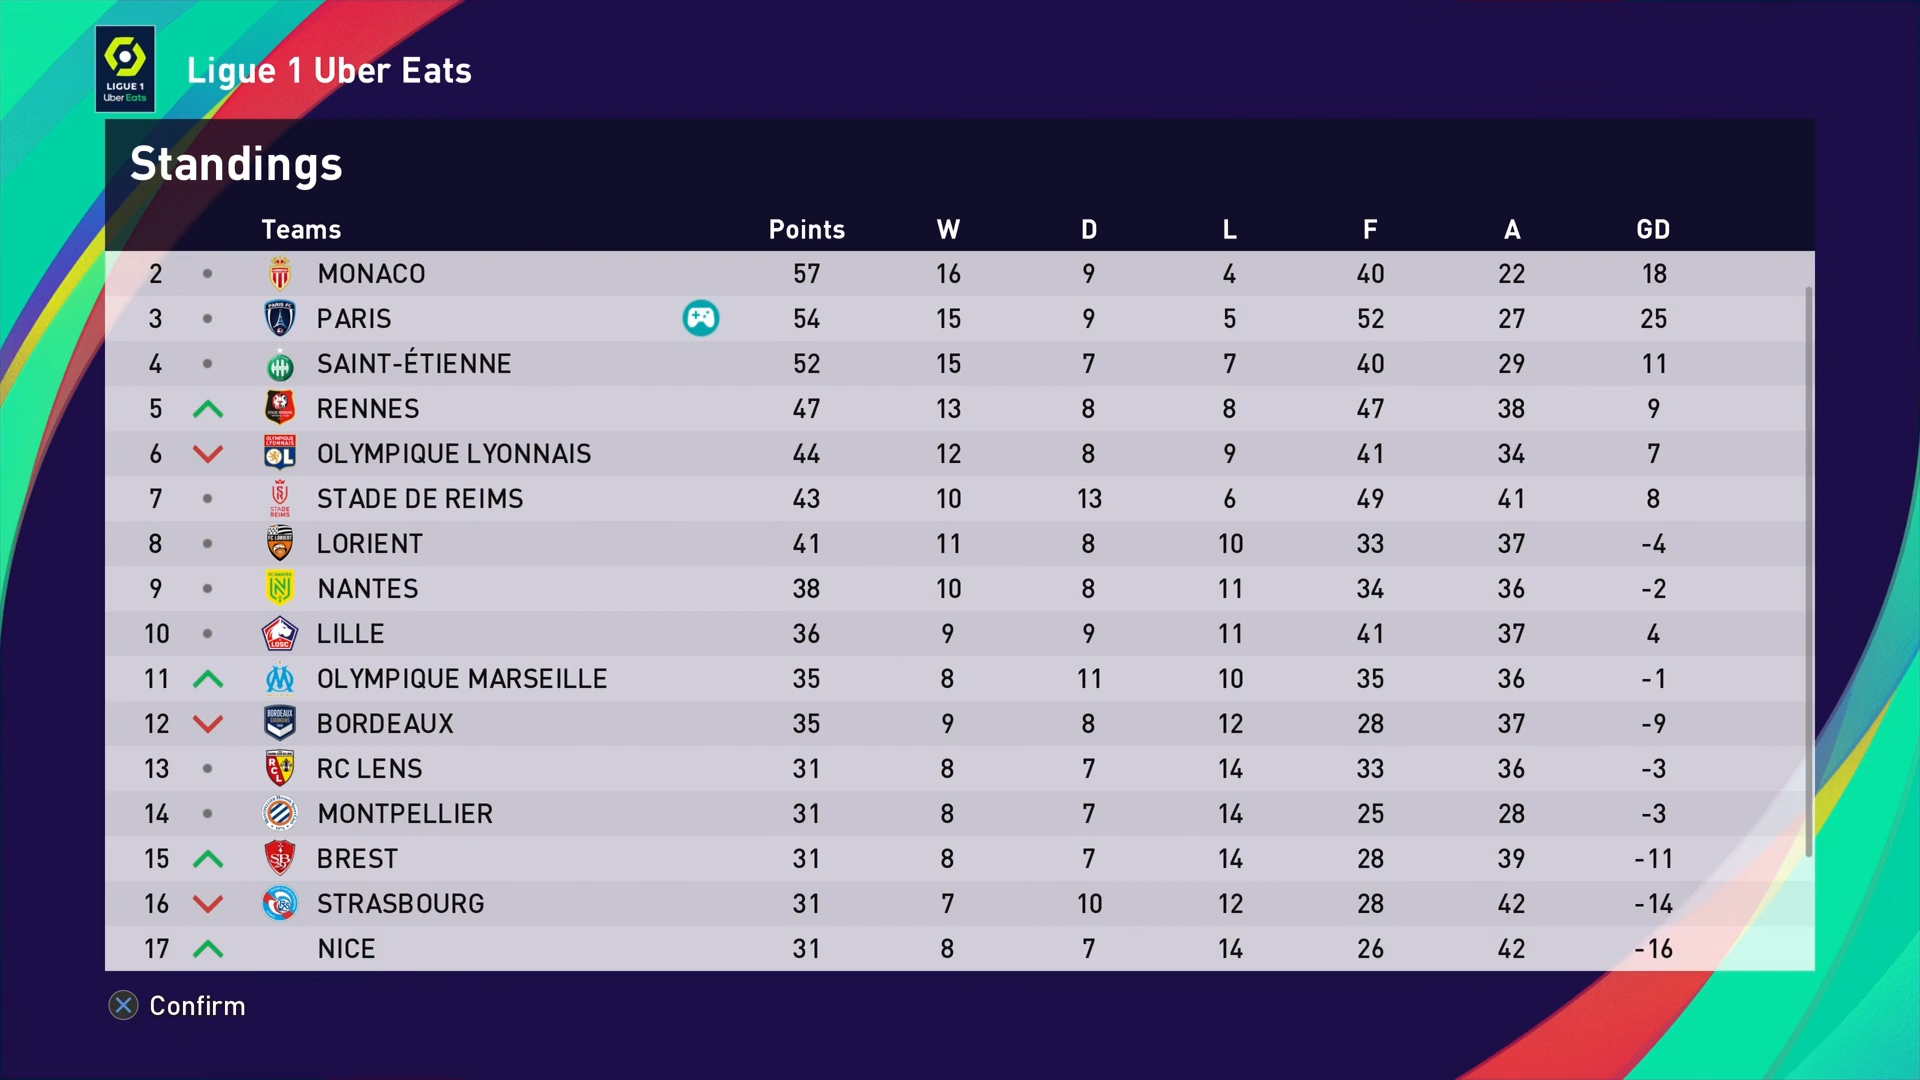 LIGUE 1
Uber Eats
Ligue 1 Uber Eats
Standings
Teams Points W D L F A GD
2 MONACO 57 16 9 4 40 22 18
3 PARIS 54 15 9 5 52 27 25
4 SAINT-ÉTIENNE 52 15 7 7 40 29 11
5 RENNES 47 13 8 8 47 38 9
6 OLYMPIQUE LYONNAIS 44 12 8 9 41 34 7
7 STADE DE REIMS 43 10 13 6 49 41 8
8 LORIENT 41 11 8 10 33 37 -4
9 NANTES 38 10 8 11 34 36 -2
10 LILLE 36 9 9 11 41 37 4
11 OLYMPIQUE MARSEILLE 35 8 11 10 35 36 -1
12 BORDEAUX 35 9 8 12 28 37 -9
13 RC LENS 31 8 7 14 33 36 -3
14 MONTPELLIER 31 8 7 14 25 28 -3
15 BREST 31 8 7 14 28 39 -11
16 STRASBOURG 31 7 10 12 28 42 -14
17 NICE 31 8 7 14 26 42 -16
Confirm